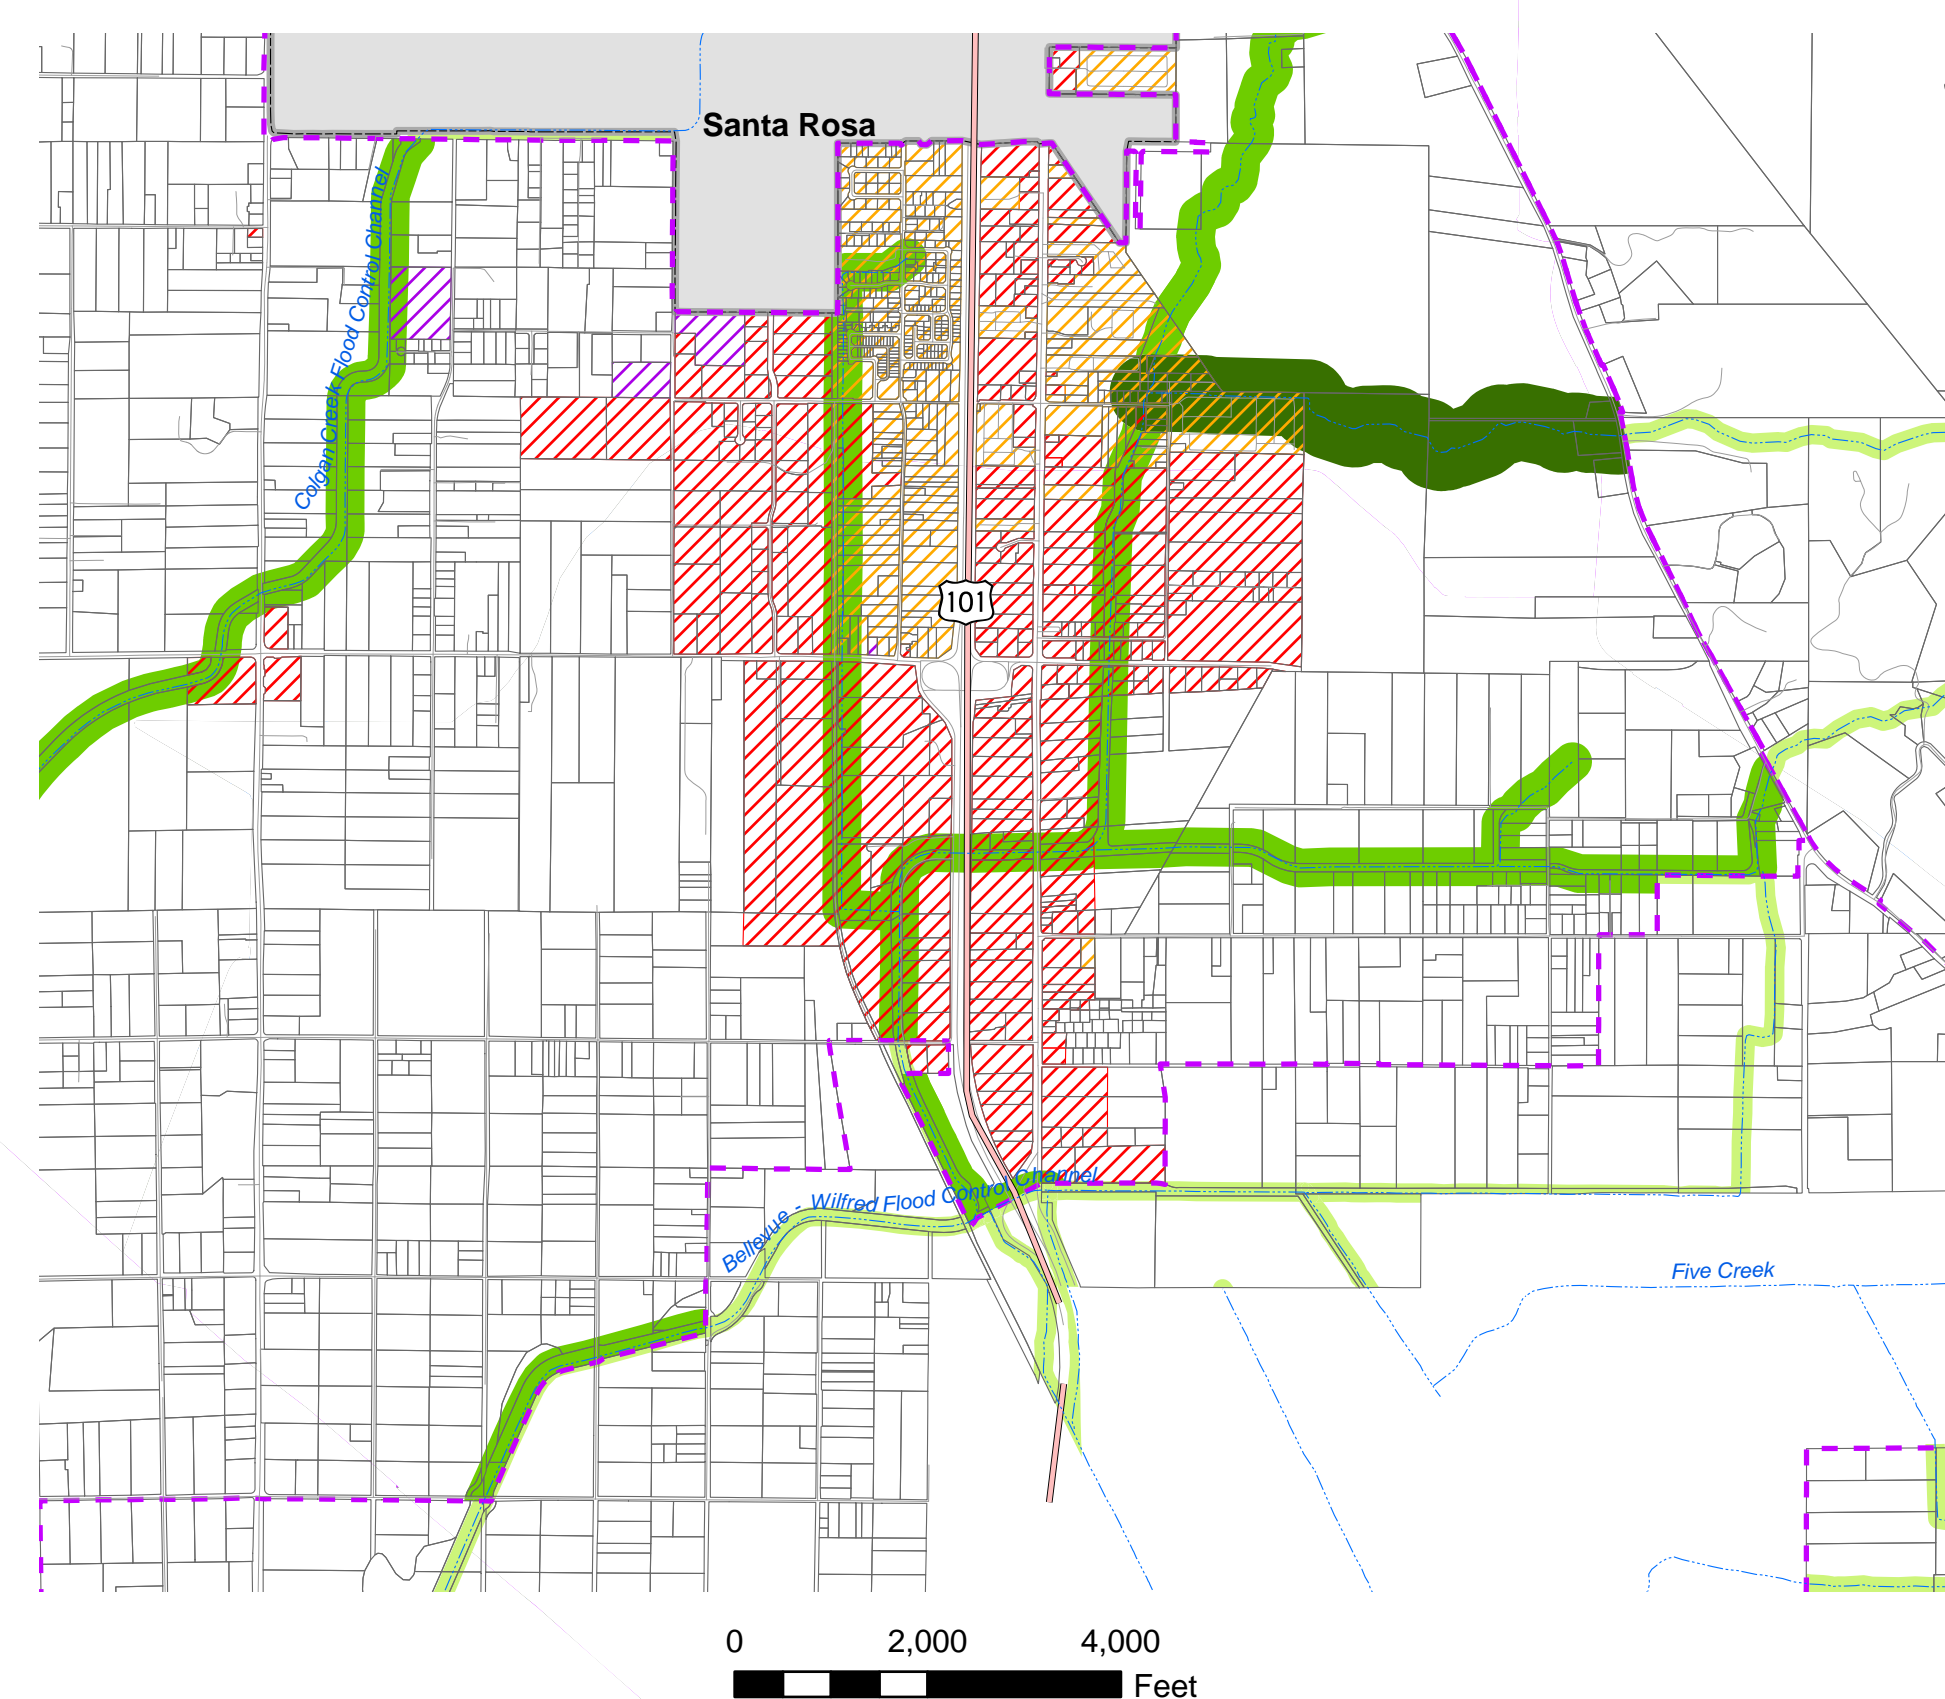 Santa Rosa
Colgan Creek Flood Control Channel
101
Bellevue - Wilfred Flood Control Channel
Five Creek
0 2,000 4,000
Feet